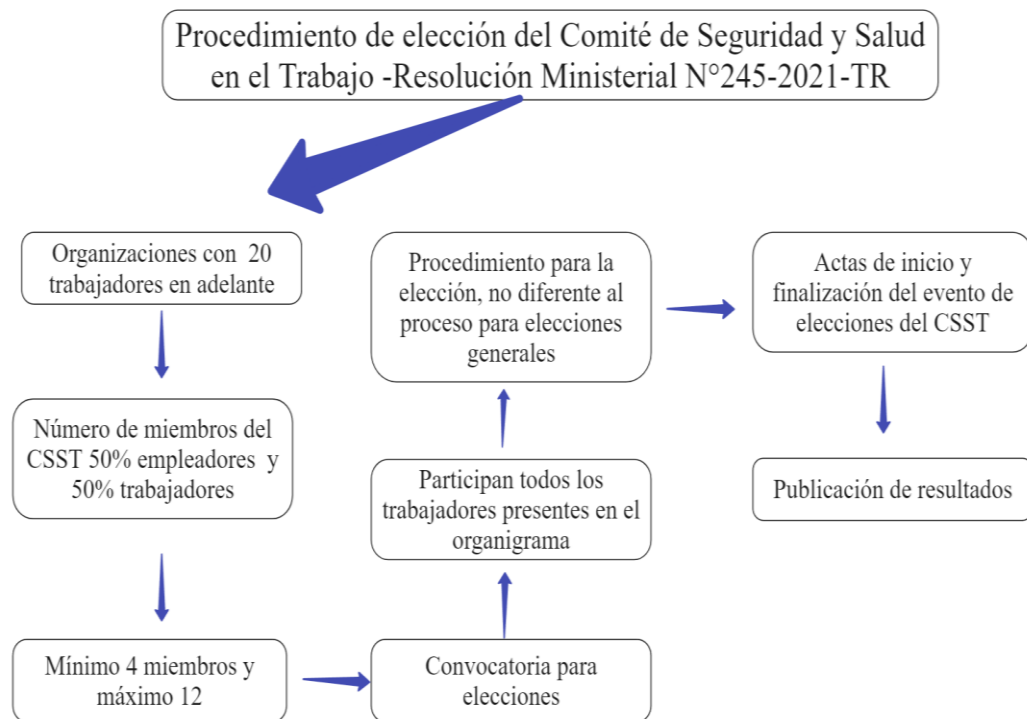 Procedimiento de elección del Comité de Seguridad y Salud
en el Trabajo -Resolución Ministerial N°245-2021-TR
Organizaciones con 20
trabajadores en adelante
Número de miembros del
CSST 50% empleadores y
50% trabajadores
Mínimo 4 miembros y
máximo 12
Convocatoria para
elecciones
Participan todos los
trabajadores presentes en el
organigrama
Procedimiento para la
elección, no diferente al
proceso para elecciones
generales
Actas de inicio y
finalización del evento de
elecciones del CSST
Publicación de resultados